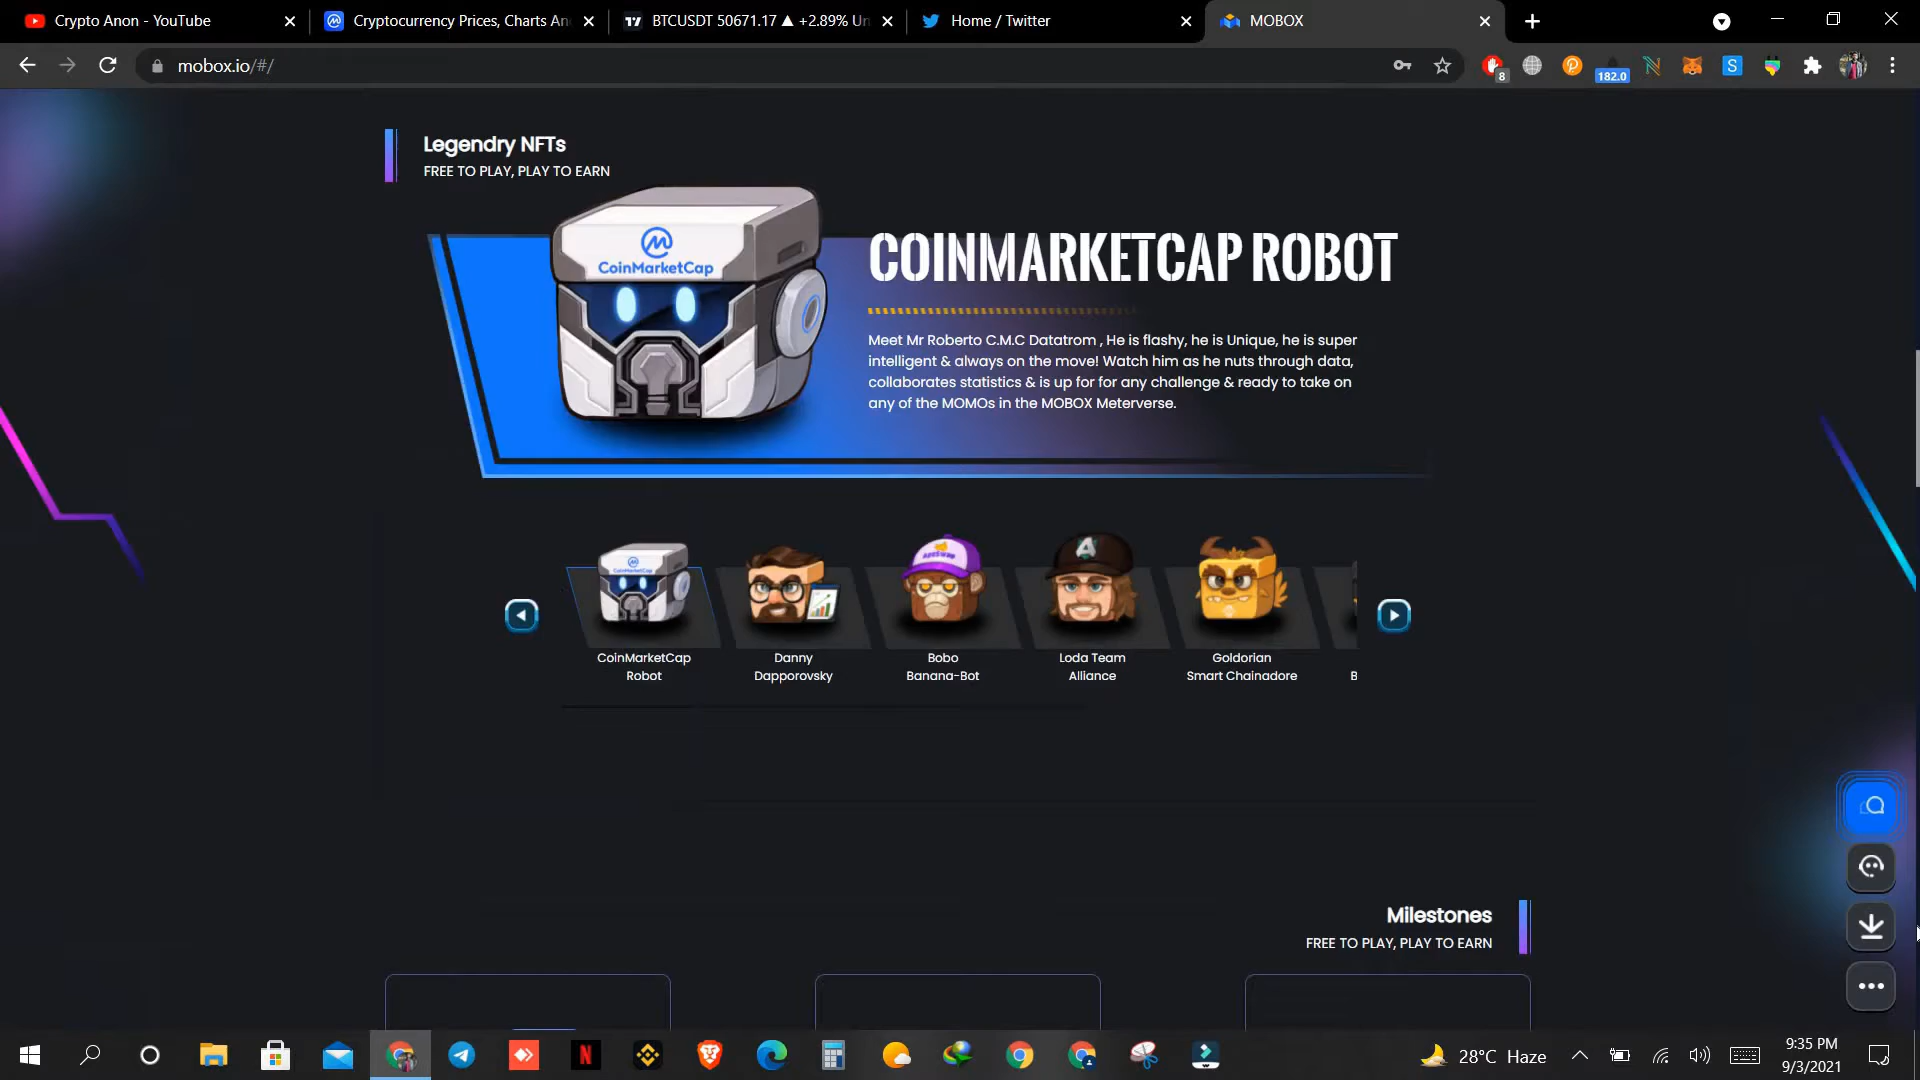 Crypto Anon - YouTube
Cryptocurrency Prices, Charts An
BTCUSDT 50671.17 ▲ +2.89% Un
Home / Twitter
MOBOX
mobox.io/#/
8
182.0
S
Legendry NFTs
FREE TO PLAY, PLAY TO EARN
CoinMarketCap
COINMARKETCAP ROBOT
Meet Mr Roberto C.M.C Datatrom , He is flashy, he is Unique, he is super
intelligent & always on the move! Watch him as he nuts through data,
collaborates statistics & is up for for any challenge & ready to take on
any of the MOMOs in the MOBOX Meterverse.
CoinMarketCap
ApeSwap
A
CoinMarketCap
Robot
Danny
Dapporovsky
Bobo
Banana-Bot
Loda Team
Alliance
Goldorian
Smart Chainadore
B
Milestones
FREE TO PLAY, PLAY TO EARN
N
28°C Haze
9:35 PM
9/3/2021